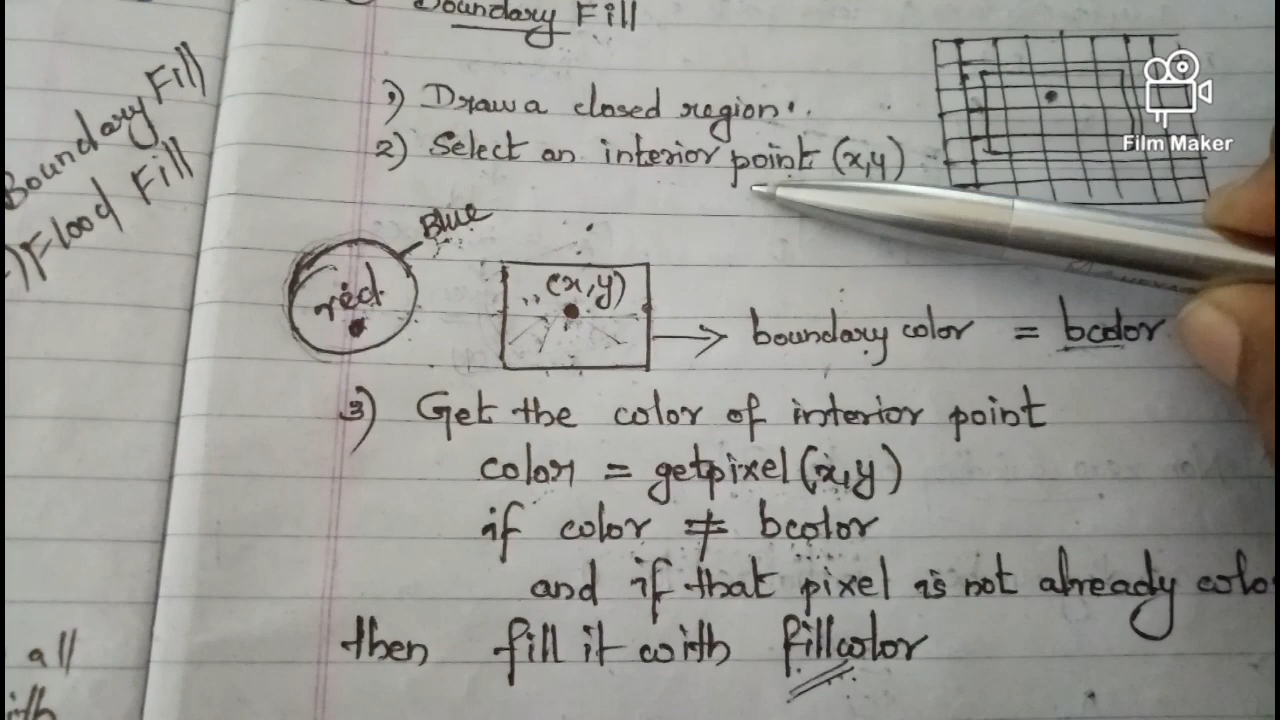 Boundary Fill
1) Draw a closed region.
2) Select an interior point (x,y)
Film Maker
Boundary Fill
Flood Fill
Blue
red
(x,y)
boundary color = bcolor
3) Get the color of interior point
color = getpixel(x,y)
if color ≠ bcolor
and if that pixel is not already colo
then fill it with fillcolor
all